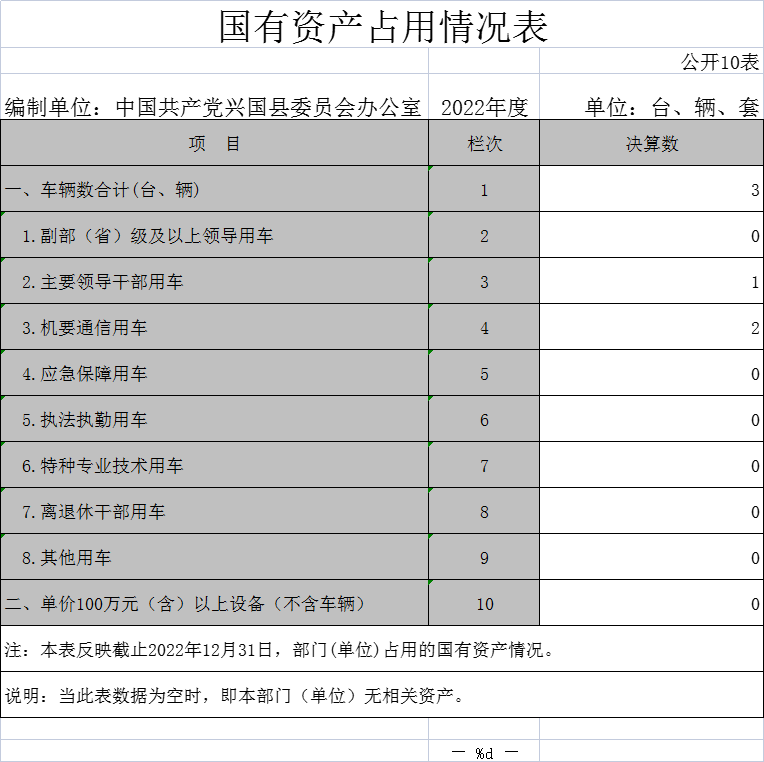 国有资产占用情况表
公开10表
编制单位：中国共产党兴国县委员会办公室 2022年度 单位：台、辆、套
项 目 栏次 决算数
一、车辆数合计(台、辆) 1 3
1.副部（省）级及以上领导用车 2 0
2.主要领导干部用车 3 1
3.机要通信用车 4 2
4.应急保障用车 5 0
5.执法执勤用车 6 0
6.特种专业技术用车 7 0
7.离退休干部用车 8 0
8.其他用车 9 0
二、单价100万元（含）以上设备（不含车辆） 10 0
注：本表反映截止2022年12月31日，部门(单位)占用的国有资产情况。
说明：当此表数据为空时，即本部门（单位）无相关资产。
— %d —